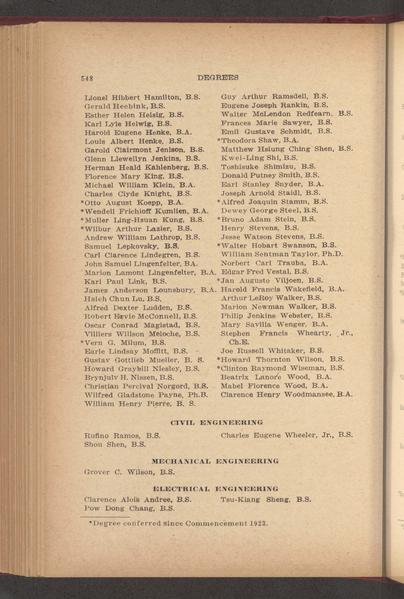 548
DEGREES
Lionel Hibbert Hamilton, B.S.
Gerald Heebink, B.S.
Esther Helen Helsig, B.S.
Karl Lyle Helwig, B.S.
Harold Eugene Henke, B.A.
Louis Albert Henke, B.S.
Garold Clairmont Jenison, B.S.
Glenn Llewellyn Jenkins, B.S.
Herman Heald Kahlenberg, B.S.
Florence Mary King, B.S.
Michael William Klein, B.A.
Charles Clyde Knight, B.S.
*Otto August Koepp, B.A.
*Wendell Frichioff Kumlien, B.A.
*Muller Ling-Hsuan Kung, B.S.
*Wilbur Arthur Lazier, B.S.
Andrew William Lathrop, B.S.
Samuel Lepkovsky, B.S.
Carl Clarence Lindegren, B.S.
John Samuel Lingenfelter, BA.
Marion Lamont Lingenfelter, B.A.
Karl Paul Link, B.S.
James Anderson Lounsbury, B.A.
Hsieh Chun Lu, B.S.
Alfred Dexter Ludden, B.S.
Robert Bevie McConnell, B.S.
Oscar Conrad Magistad, B.S.
Villiers Willson Meloche, B.S.
*Vern G. Milum, B.S.
Earle Lindsay Moffitt, B.S.
Gustav Gottlieb Mueller, B. S.
Howard Graybill Niesley, B.S.
Brynjulv H. Nissen, B.S.
Christian Percival Norgord, B.S.
Wilfred Gladstone Payne, Ph.B.
William Henry Pierre, B. S.
Guy Arthur Ramsdell, B.S.
Eugene Joseph Rankin, B.S.
Walter McLendon Redfearn, B.S.
Frances Marie Sawyer, B.S.
Emil Gustave Schmidt, B.S.
*Theodora Shaw, B.A.
Matthew Hsiung Ching Shen, B.S.
Kwei-Ling Shi, B.S.
Toshisuke Shimizu, B.S.
Donald Putney Smith, B.S.
Earl Stanley Snyder, B.A.
Joseph Arnold Staidl, B.S.
*Alfred Joaquin Stamm, B.S.
Dewey George Steel, B.S.
*Bruno Adam Stein, B.S.
Henry Stevens, B.S.
Jesse Watson Stevens, B.S.
*Walter Hobart Swanson, B.S.
William Sentman Taylor, Ph.D.
Norbert Carl Trauba, B.A.
Edgar Fred Vestal, B.S.
*Jan Augusto Viljoen, B.S.
Harold Francis Wakefield, B.A.
Arthur LeRoy Walker, B.S.
Marion Newman Walker, B.S.
Philip Jenkins Webster, B.S.
Mary Savilla Wenger, B.A.
Stephen Francis Whearty, Jr.,
Ch.E.
Joe Russell Whitaker, B.S.
*Howard Thornton Wilson, B.S.
*Clinton Raymond Wiseman, B.S.
Beatrix Lanore Wood, B.A.
Mabel Florence Wood, B.A.
Clarence Henry Woodmansee, B.A.
CIVIL ENGINEERING
Rufino Ramos, B.S.
Shou Shen, B.S.
Charles Eugene Wheeler, Jr., B.S.
MECHANICAL ENGINEERING
Grover C. Wilson, B.S.
ELECTRICAL ENGINEERING
Clarence Alois Andree, B.S.
Pow Dong Chang, B.S.
Tsu-Kiang Sheng, B.S.
*Degree conferred since Commencement 1923.